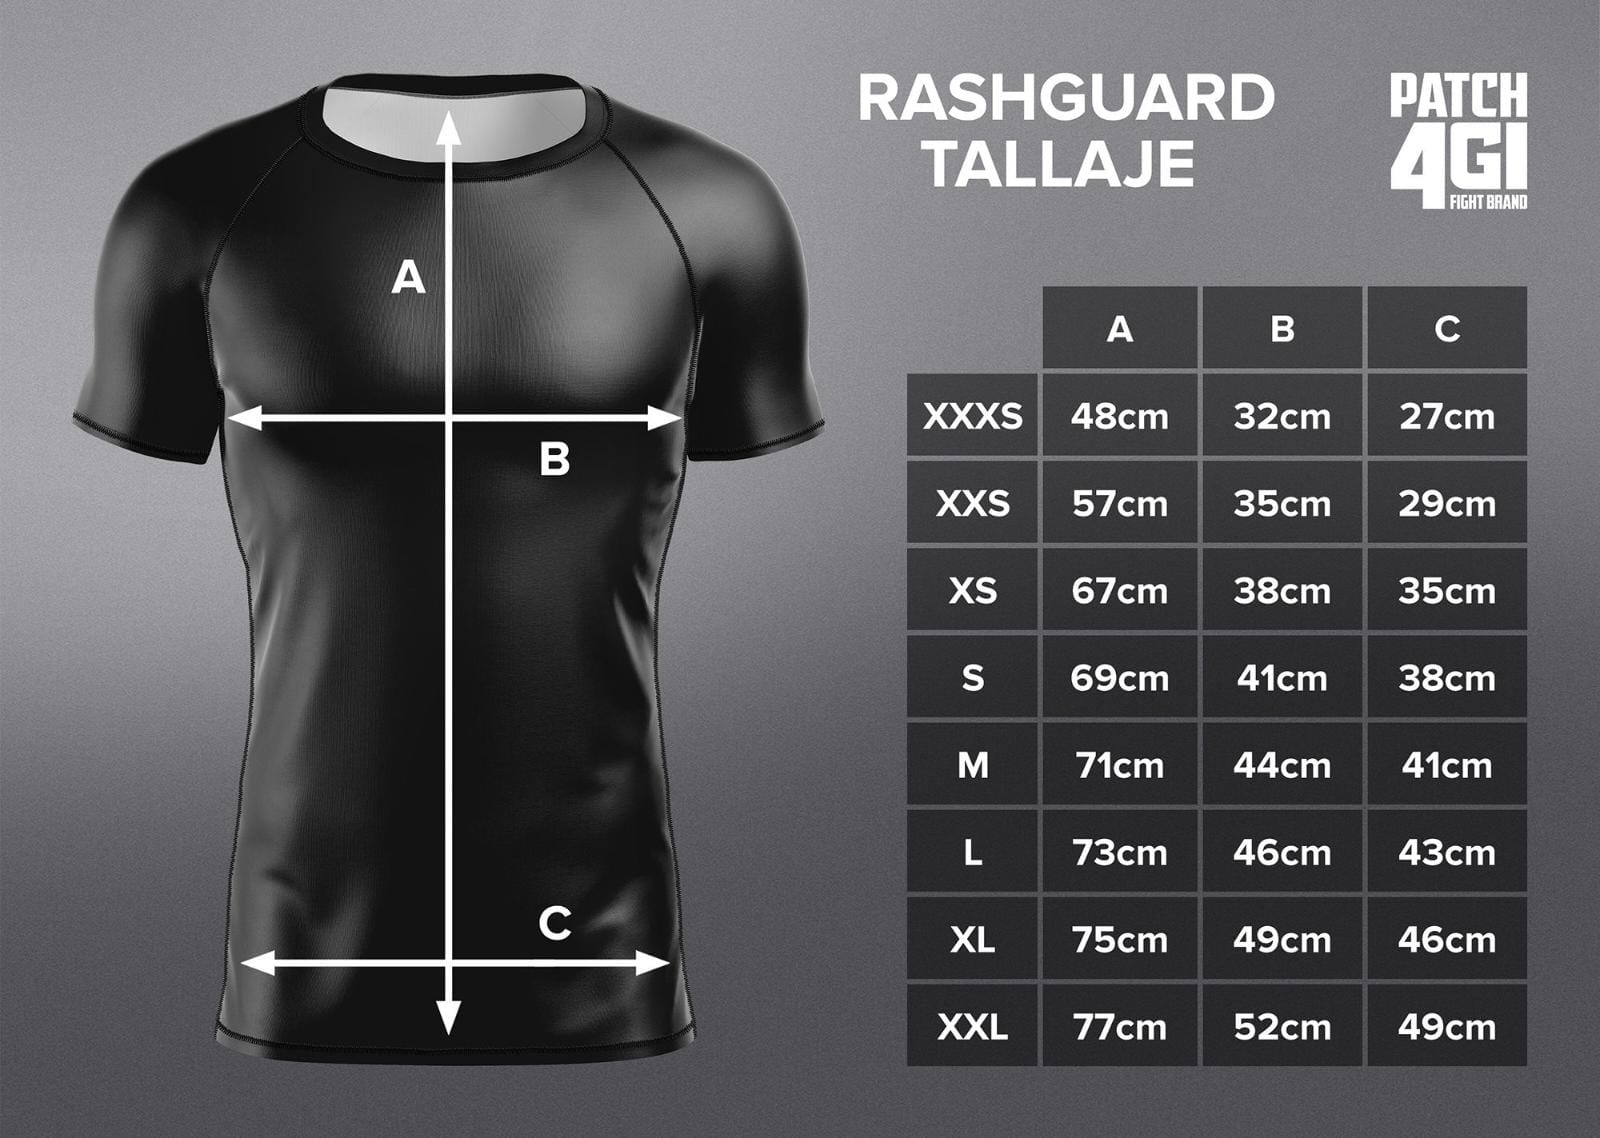 RASHGUARD
TALLAJE
PATCH
4GI
FIGHT BRAND
A
B
C
A B C
XXXS 48cm 32cm 27cm
XXS 57cm 35cm 29cm
XS 67cm 38cm 35cm
S 69cm 41cm 38cm
M 71cm 44cm 41cm
L 73cm 46cm 43cm
XL 75cm 49cm 46cm
XXL 77cm 52cm 49cm